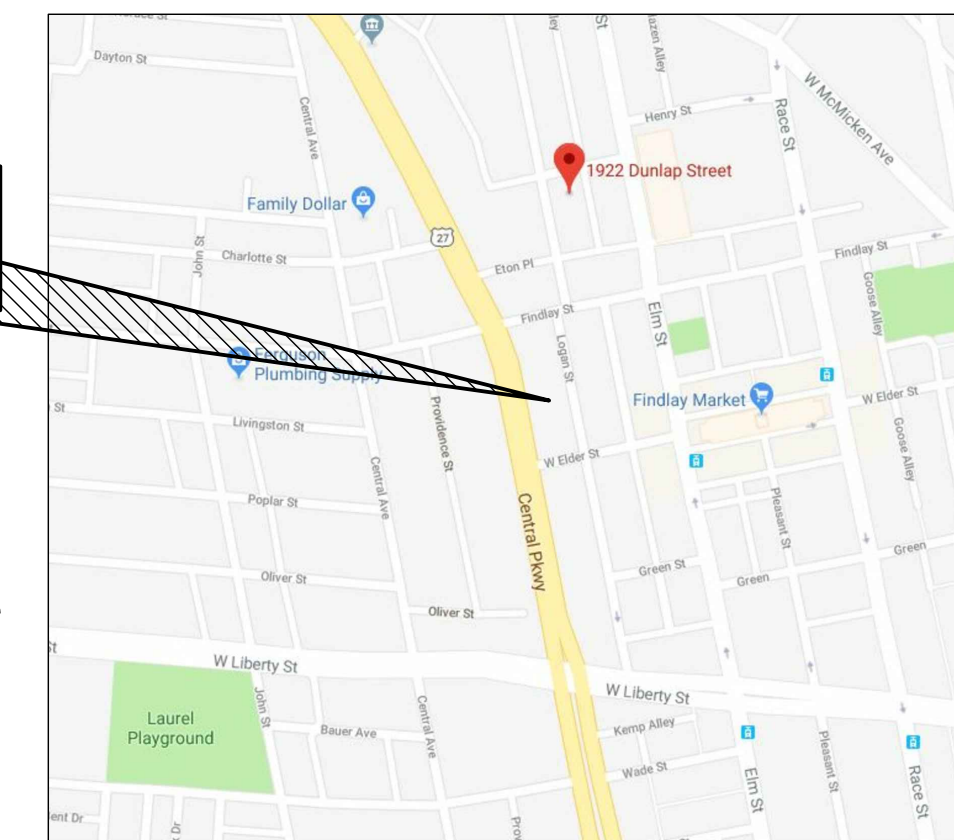 Dayton St
Central Ave
St
Henry St
Race St
W McMicken Ave
1922 Dunlap Street
Family Dollar
27
John St
Charlotte St
Eton Pl
Findlay St
Findlay St
Goose Alley
Elm St
Logan St
Ferguson
Plumbing Supply
Findlay Market
W Elder St
St
Livingston St
Providence St
W Elder St
Goose Alley
Central Ave
Poplar St
Central Pkwy
Pleasant St
Green St
Green
Green
Oliver St
Oliver St
W Liberty St
W Liberty St
Laurel
Playground
John St
Central Ave
Bauer Ave
Kemp Alley
Wade St
Elm St
Pleasant St
Race St